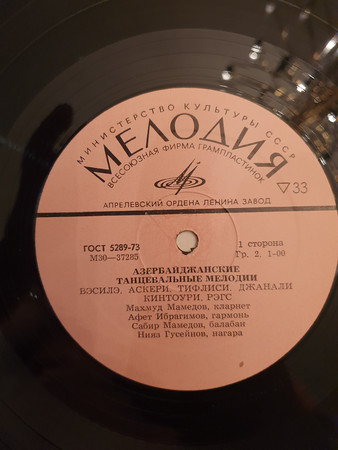 МИНИСТЕРСТВО КУЛЬТУРЫ СССР
МЕЛОДИЯ
ВСЕСОЮЗНАЯ ФИРМА ГРАМПЛАСТИНОК
▽33
АПРЕЛЕВСКИЙ ОРДЕНА ЛЕНИНА ЗАВОД
ГОСТ 5289-73
М30—37285
1 сторона
Гр. 2. 1-00
АЗЕРБАЙДЖАНСКИЕ
ТАНЦЕВАЛЬНЫЕ МЕЛОДИИ
ВЭСИЛЭ, АСКЕРИ, ТИФЛИСИ, ДЖАНАЛИ
КИНТОУРИ, РЭГС
Махмуд Мамедов, кларнет
Афет Ибрагимов, гармонь
Сабир Мамедов, балабан
Нияз Гусейнов, нагара